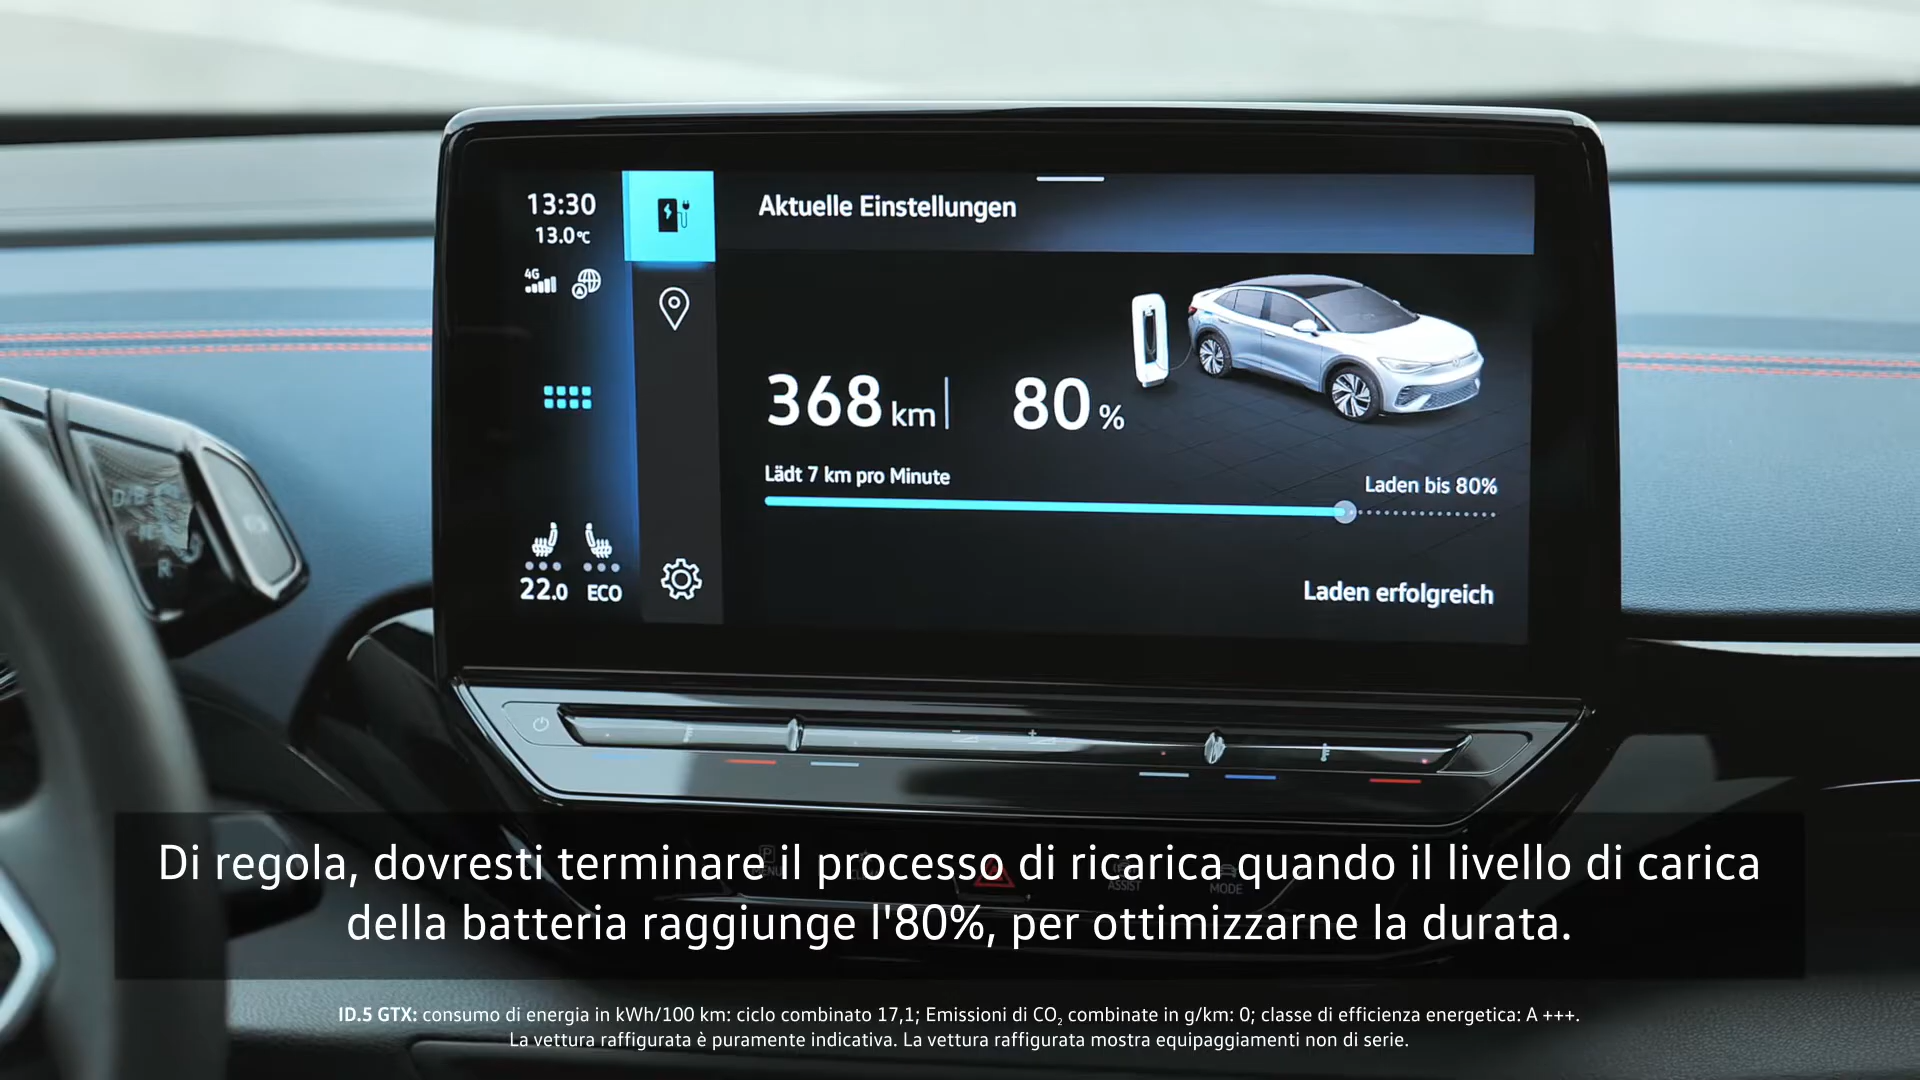 13:30
13.0°C
4G
Aktuelle Einstellungen
368 km
80 %
Lädt 7 km pro Minute
Laden bis 80%
22.0
ECO
Laden erfolgreich
R
ASSIST
MODE
Di regola, dovresti terminare il processo di ricarica quando il livello di carica
della batteria raggiunge l'80%, per ottimizzarne la durata.
ID.5 GTX: consumo di energia in kWh/100 km: ciclo combinato 17,1; Emissioni di CO₂ combinate in g/km: 0; classe di efficienza energetica: A +++.
La vettura raffigurata è puramente indicativa. La vettura raffigurata mostra equipaggiamenti non di serie.